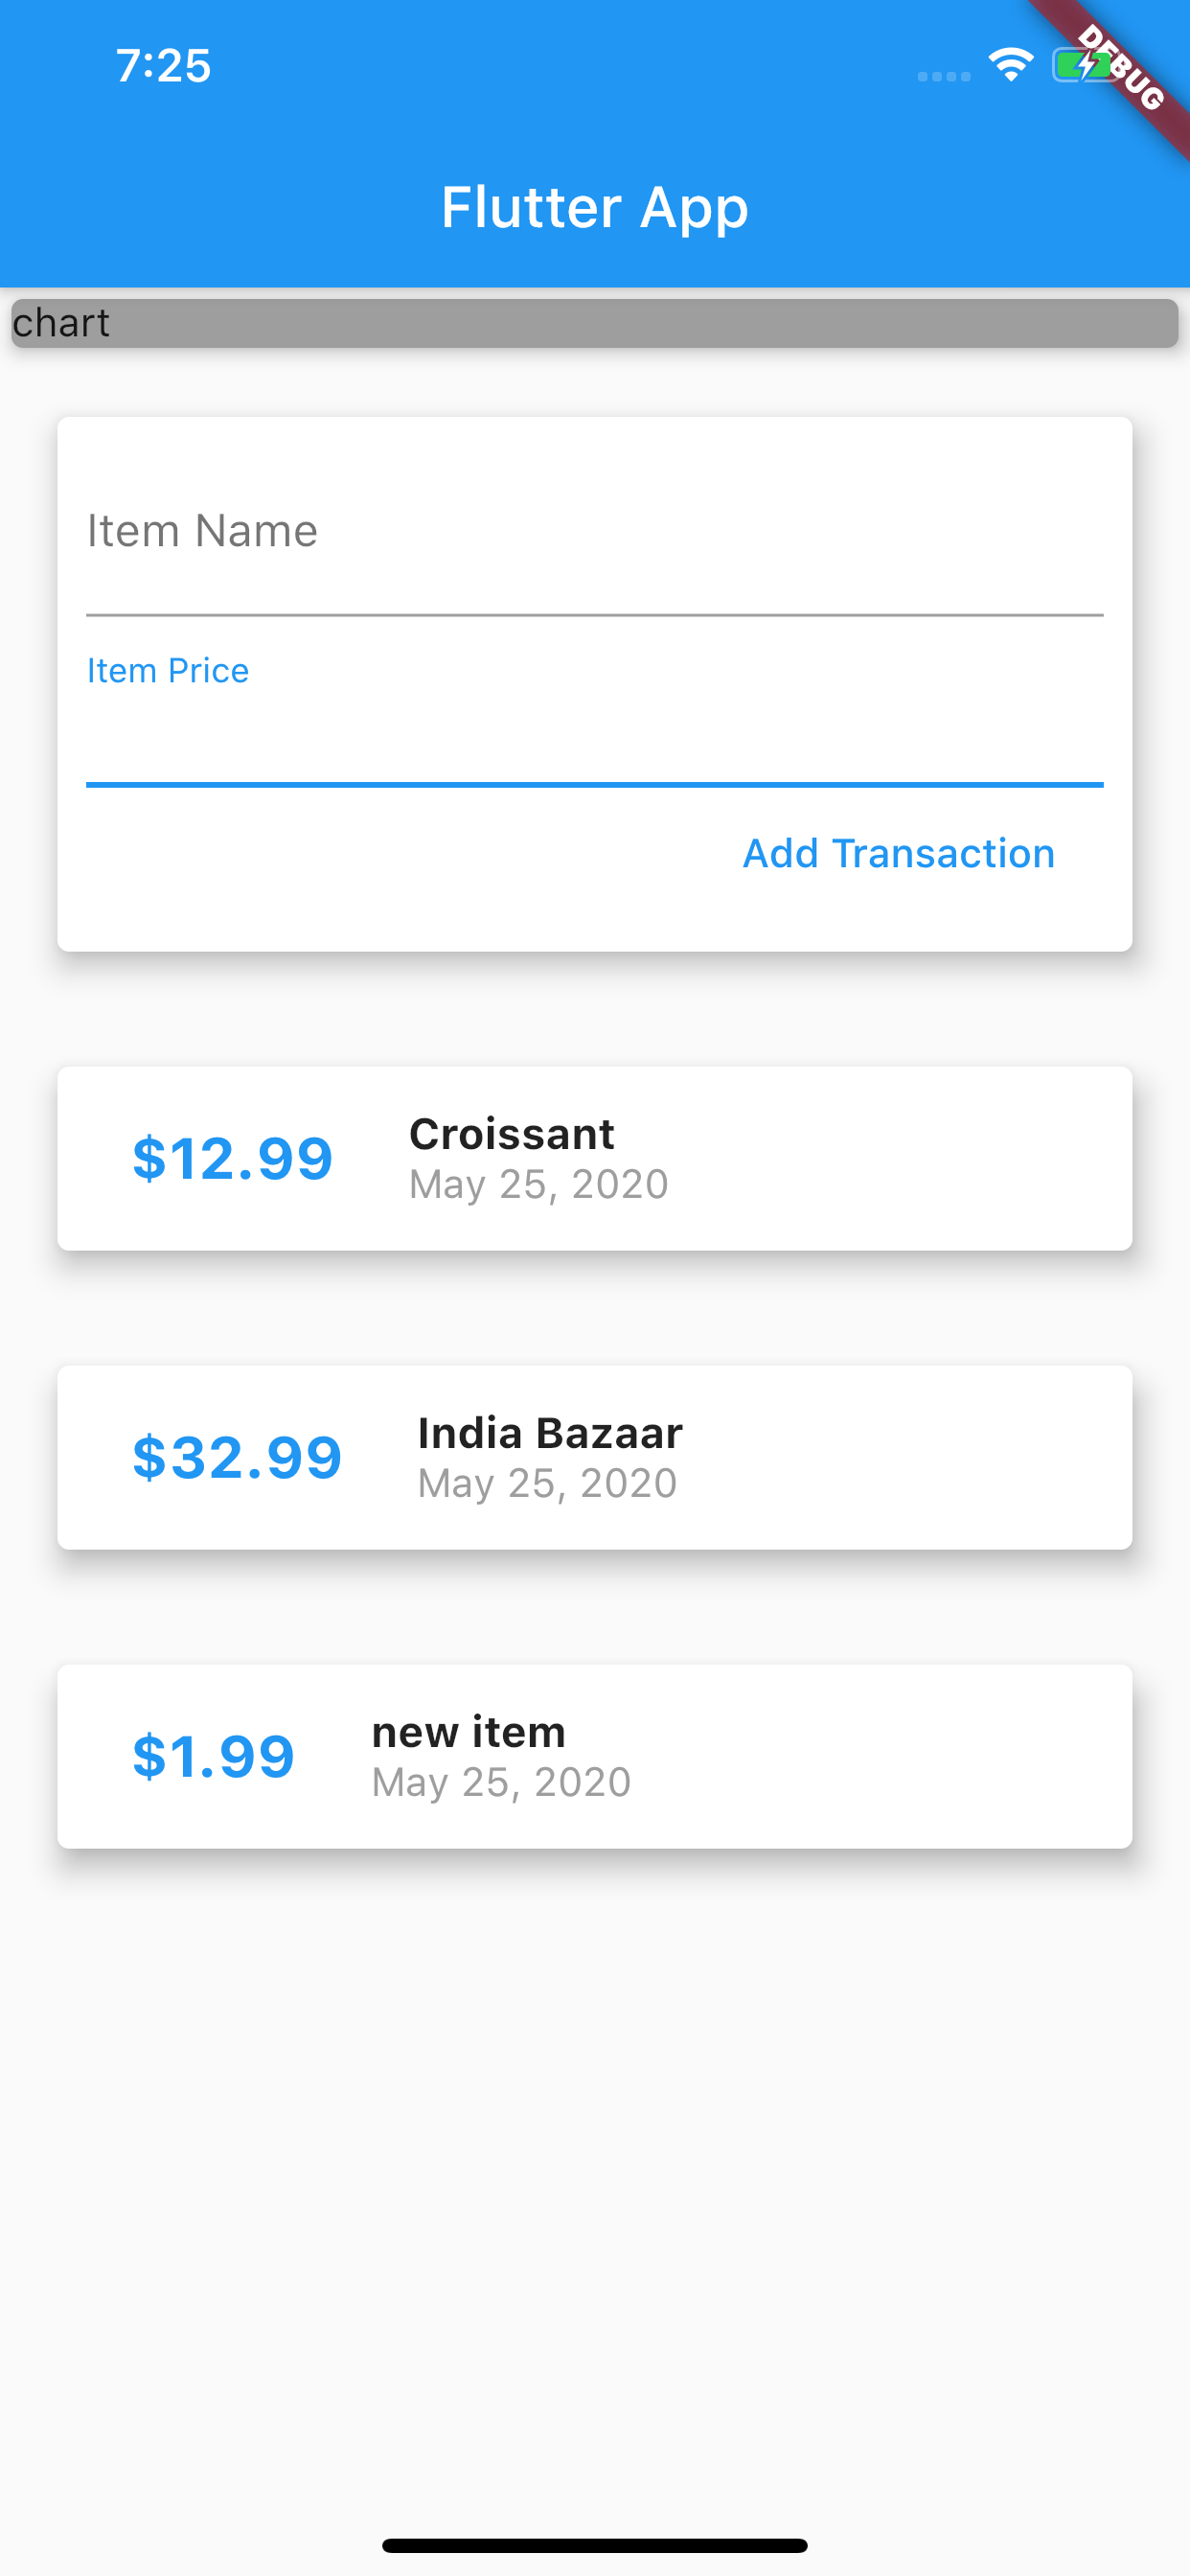 7:25
DEBUG
Flutter App
chart
Item Name
Item Price
Add Transaction
$12.99
Croissant
May 25, 2020
$32.99
India Bazaar
May 25, 2020
$1.99
new item
May 25, 2020